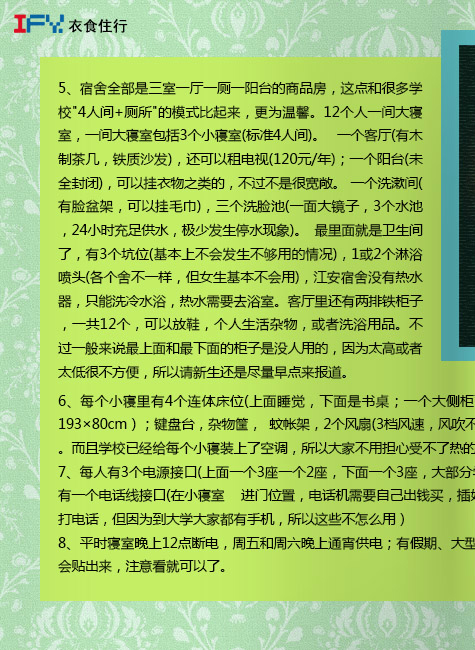 IFY. 衣食住行
5、宿舍全部是三室一厅一厕一阳台的商品房，这点和很多学
校"4人间+厕所"的模式比起来，更为温馨。12个人一间大寝
室，一间大寝室包括3个小寝室(标准4人间)。 一个客厅(有木
制茶几，铁质沙发)，还可以租电视(120元/年)；一个阳台(未
全封闭)，可以挂衣物之类的，不过不是很宽敞。 一个洗漱间(
有脸盆架，可以挂毛巾)，三个洗脸池(一面大镜子，3个水池
，24小时充足供水，极少发生停水现象)。 最里面就是卫生间
了，有3个坑位(基本上不会发生不够用的情况)，1或2个淋浴
喷头(各个舍不一样，但女生基本不会用)，江安宿舍没有热水
器，只能洗冷水浴，热水需要去浴室。客厅里还有两排铁柜子
，一共12个，可以放鞋，个人生活杂物，或者洗浴用品。不
过一般来说最上面和最下面的柜子是没人用的，因为太高或者
太低很不方便，所以请新生还是尽量早点来报道。
6、每个小寝里有4个连体床位(上面睡觉，下面是书桌；一个大侧柜
193×80cm）；键盘台，杂物筐， 蚊帐架，2个风扇(3档风速，风吹不
。而且学校已经给每个小寝装上了空调，所以大家不用担心受不了热的
7、每人有3个电源接口(上面一个3座一个2座，下面一个3座，大部分
有一个电话线接口(在小寝室 进门位置，电话机需要自己出钱买，插
打电话，但因为到大学大家都有手机，所以这些不怎么用）
8、平时寝室晚上12点断电，周五和周六晚上通宵供电；有假期、大型
会贴出来，注意看就可以了。